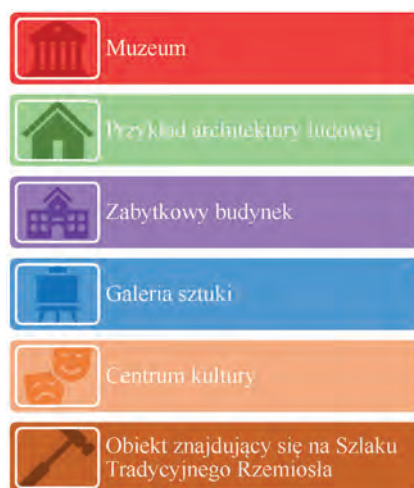 Muzeum
Przykład architektury ludowej
Zabytkowy budynek
Galeria sztuki
Centrum kultury
Obiekt znajdujący się na Szlaku
Tradycyjnego Rzemiosła